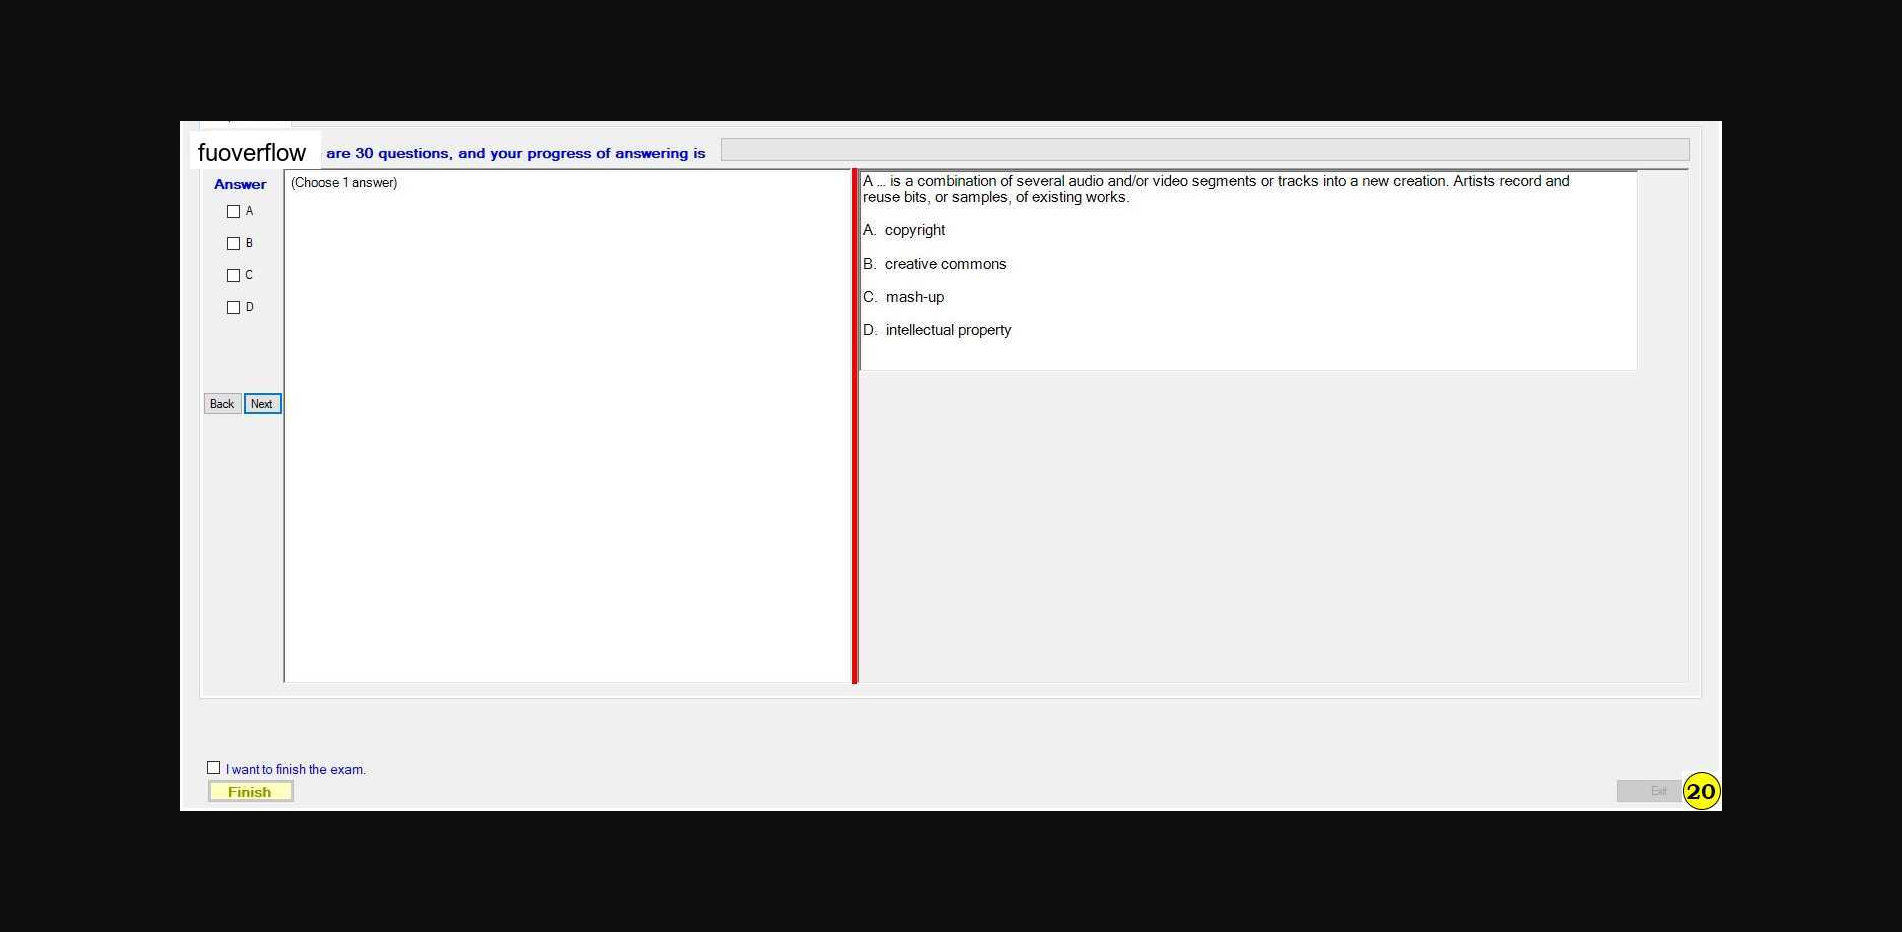 fuoverflow are 30 questions, and your progress of answering is
Answer
(Choose 1 answer)
A
B
C
D
Back Next
A ... is a combination of several audio and/or video segments or tracks into a new creation. Artists record and
reuse bits, or samples, of existing works.
A. copyright
B. creative commons
C. mash-up
D. intellectual property
I want to finish the exam.
Finish
Exit
20